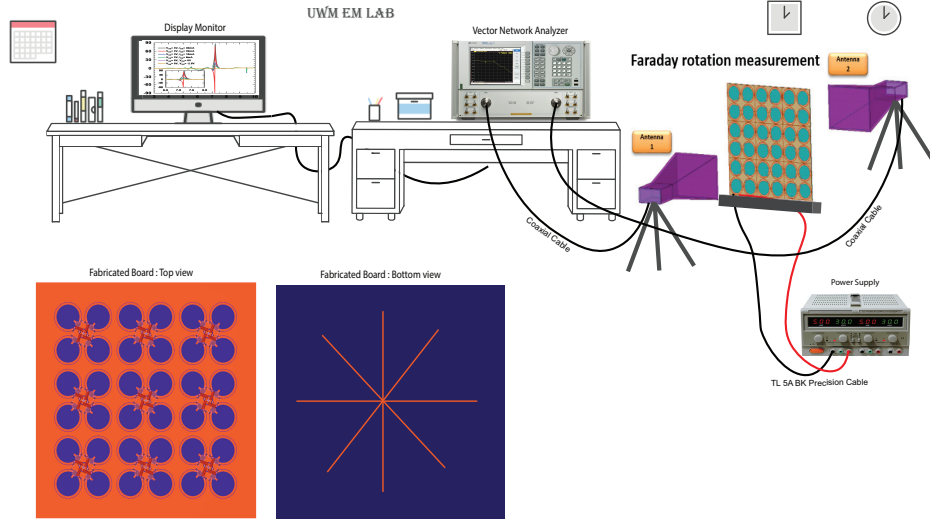 UWM EM LAB
Display Monitor
Vector Network Analyzer
Faraday rotation measurement
Antenna
2
Antenna
1
Coaxial Cable
Coaxial Cable
Fabricated Board : Top view
Fabricated Board : Bottom view
Power Supply
TL 5A BK Precision Cable